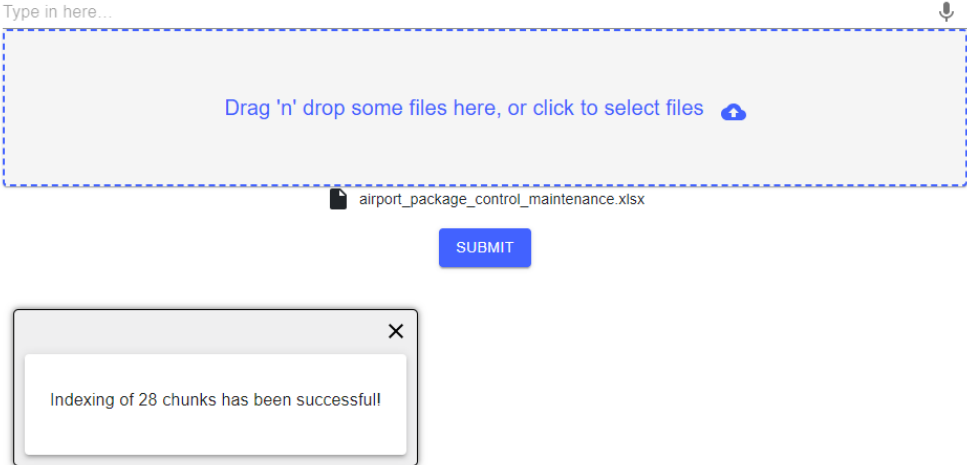 Type in here...
Drag 'n' drop some files here, or click to select files
airport_package_control_maintenance.xlsx
SUBMIT
Indexing of 28 chunks has been successful!